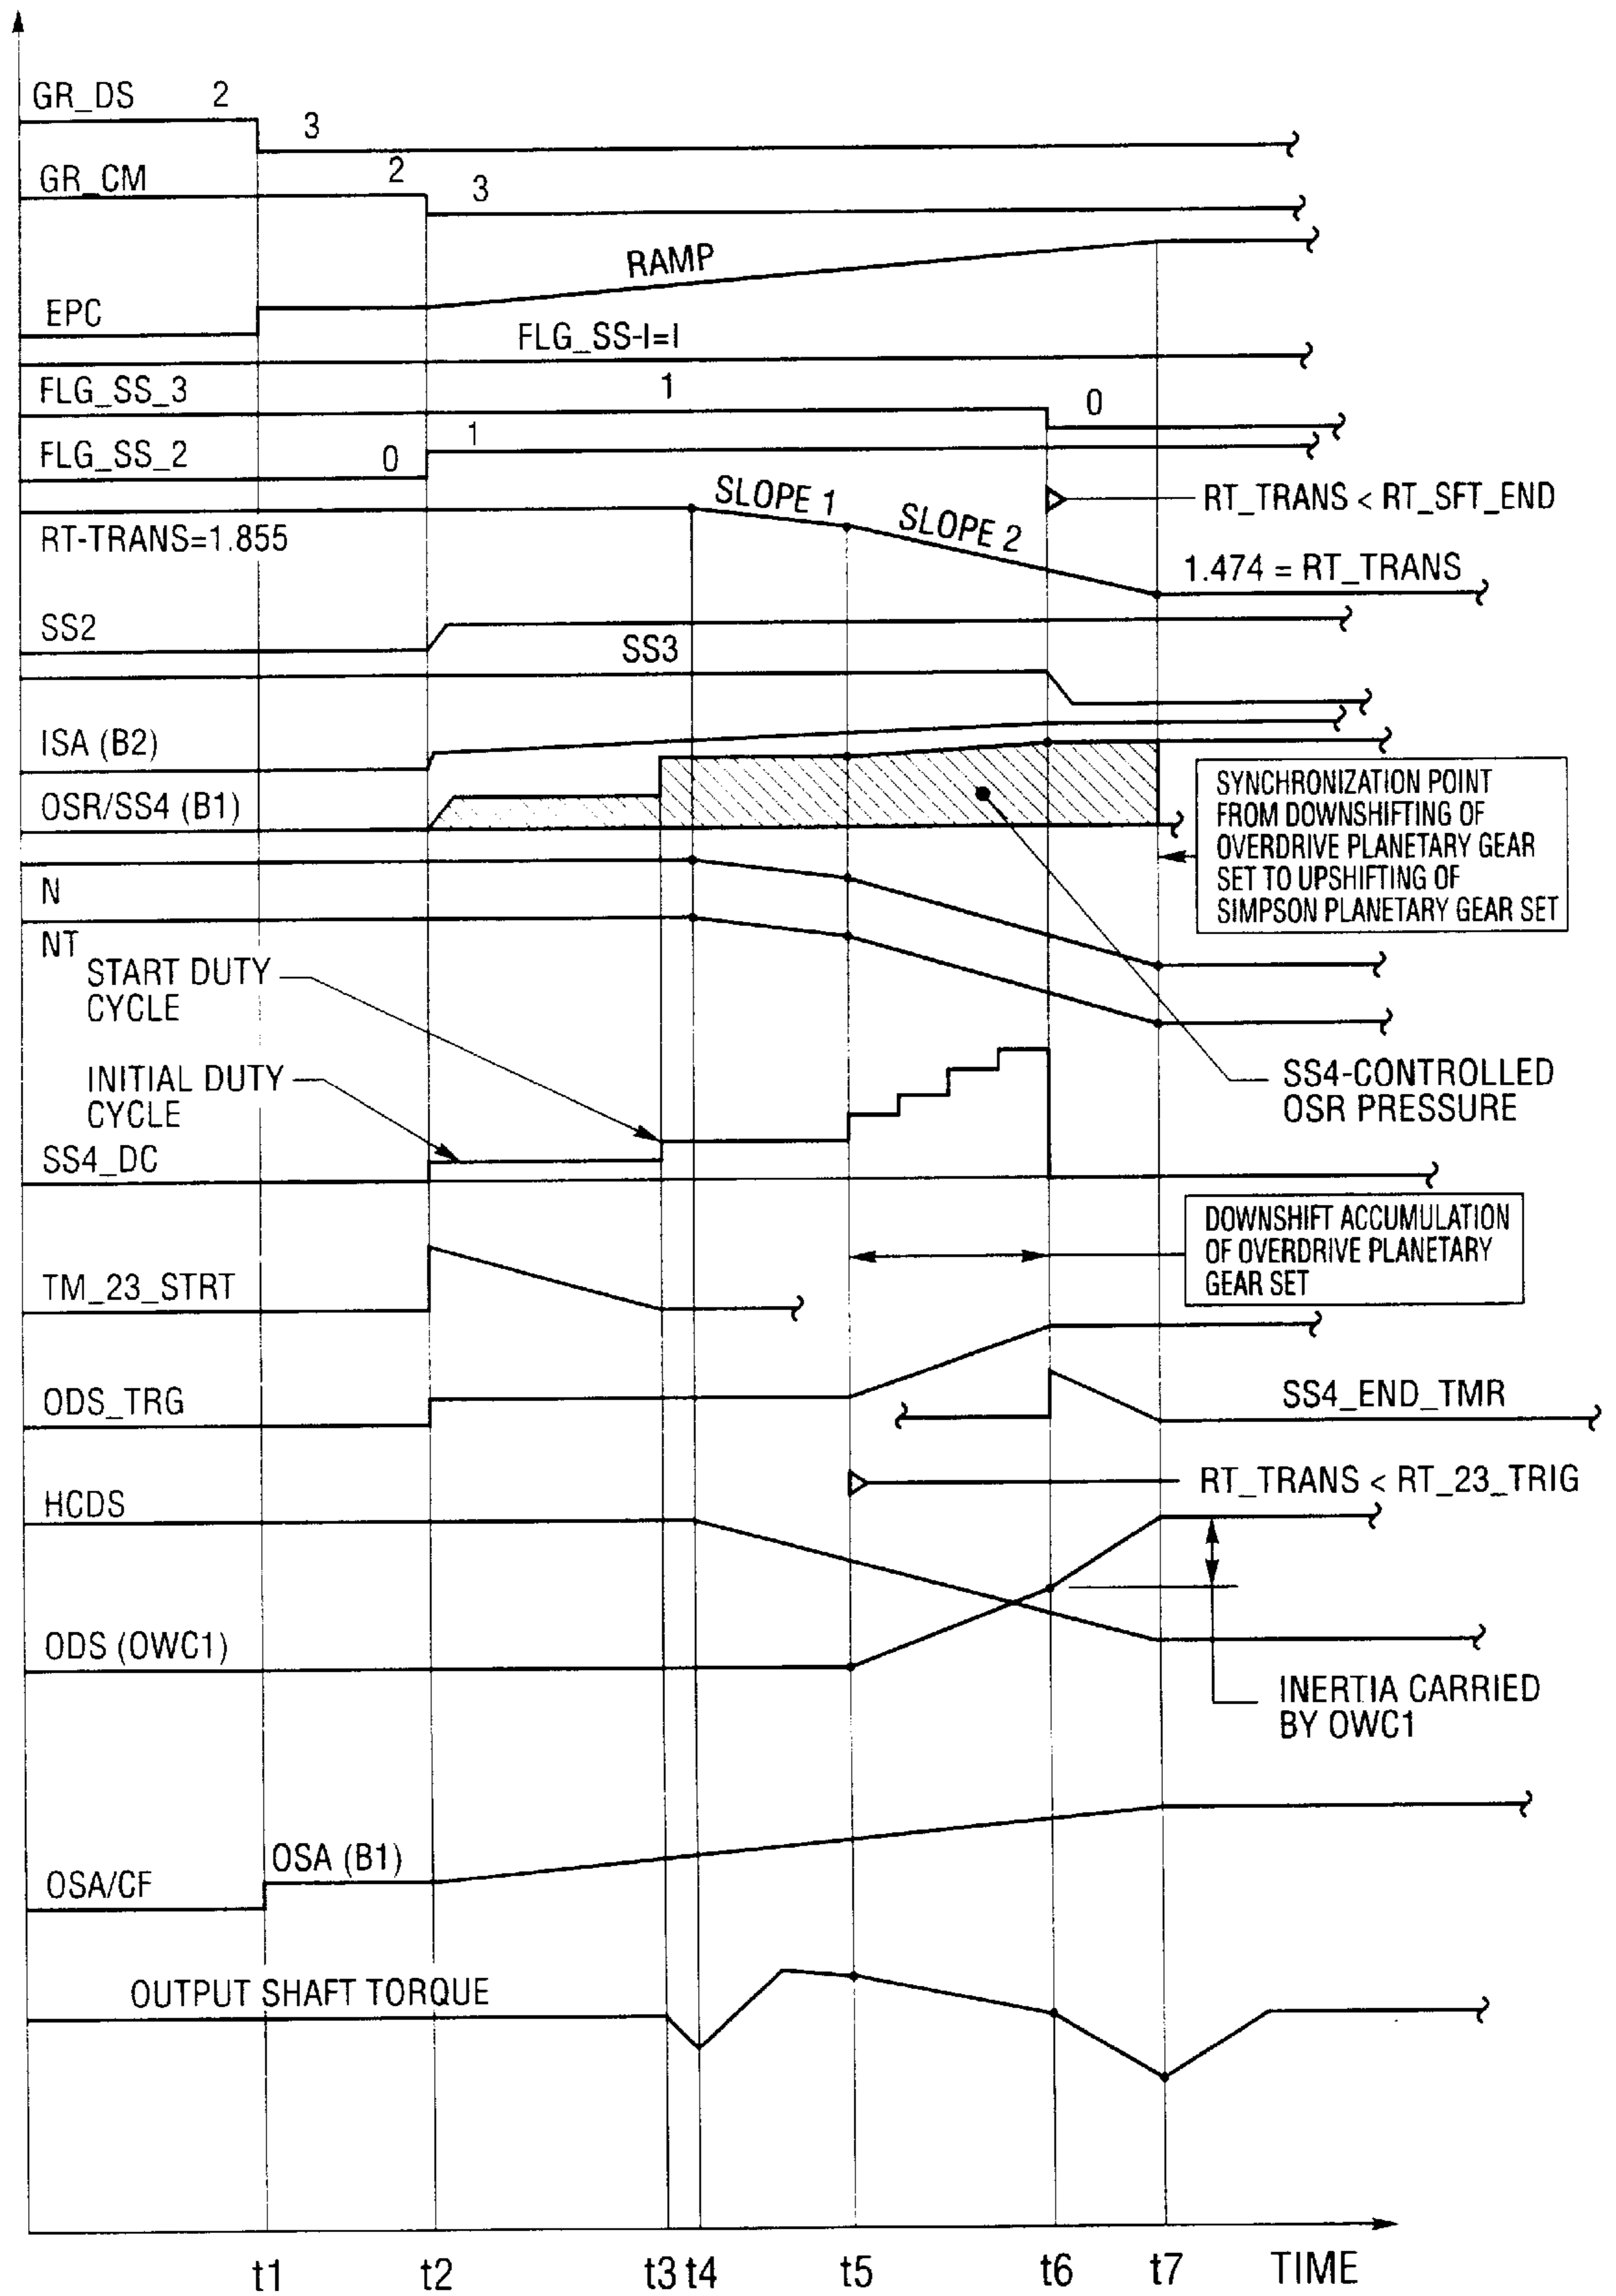 GR_DS 2
3
GR_CM 2
3
RAMP
EPC
FLG_SS-I=I
FLG_SS_3 1
0
FLG_SS_2 0 1
SLOPE 1
RT_TRANS < RT_SFT_END
SLOPE 2
RT-TRANS=1.855
1.474 = RT_TRANS
SS2
SS3
ISA (B2)
OSR/SS4 (B1)
SYNCHRONIZATION POINT
FROM DOWNSHIFTING OF
OVERDRIVE PLANETARY GEAR
SET TO UPSHIFTING OF
SIMPSON PLANETARY GEAR SET
N
NT
START DUTY
CYCLE
INITIAL DUTY
CYCLE
SS4-CONTROLLED
OSR PRESSURE
SS4_DC
DOWNSHIFT ACCUMULATION
OF OVERDRIVE PLANETARY
GEAR SET
TM_23_STRT
ODS_TRG
SS4_END_TMR
RT_TRANS < RT_23_TRIG
HCDS
ODS (OWC1)
INERTIA CARRIED
BY OWC1
OSA (B1)
OSA/CF
OUTPUT SHAFT TORQUE
t1 t2 t3 t4 t5 t6 t7 TIME